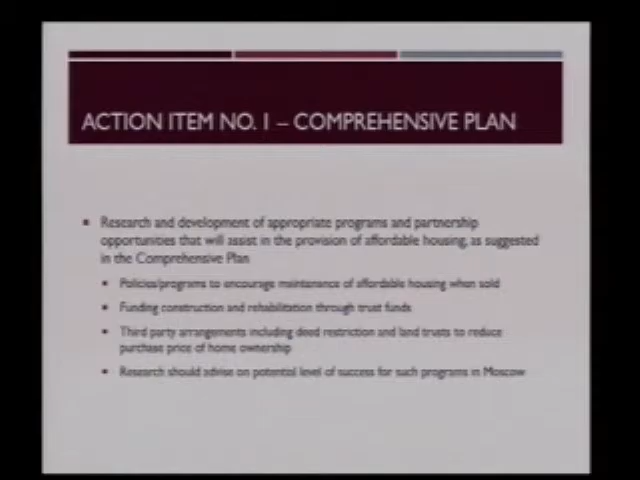 ACTION ITEM NO. 1 – COMPREHENSIVE PLAN
Research and development of appropriate programs and partnership
opportunities that will assist in the provision of affordable housing, as suggested
in the Comprehensive Plan
Policies/programs to encourage maintenance of affordable housing when sold
Funding construction and rehabilitation through trust funds
Third party arrangements including deed restriction and land trusts to reduce
purchase price of home ownership
Research should advise on potential level of success for such programs in Moscow